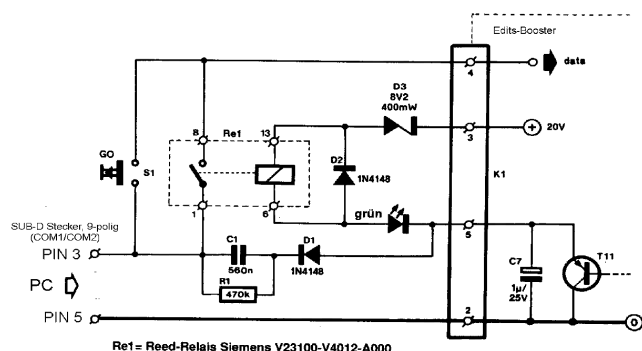 Edits-Booster
4
data
D3
8V2
400mW
3
20V
8
Re1
13
GO
S1
D2
1N4148
K1
1
6
grün
5
SUB-D Stecker, 9-polig
(COM1/COM2)
PIN 3
C1
560n
D1
1N4148
R1
470k
C7
1µ/
25V
T11
PC
PIN 5
2
0
Re1= Reed-Relais Siemens V23100-V4012-A000